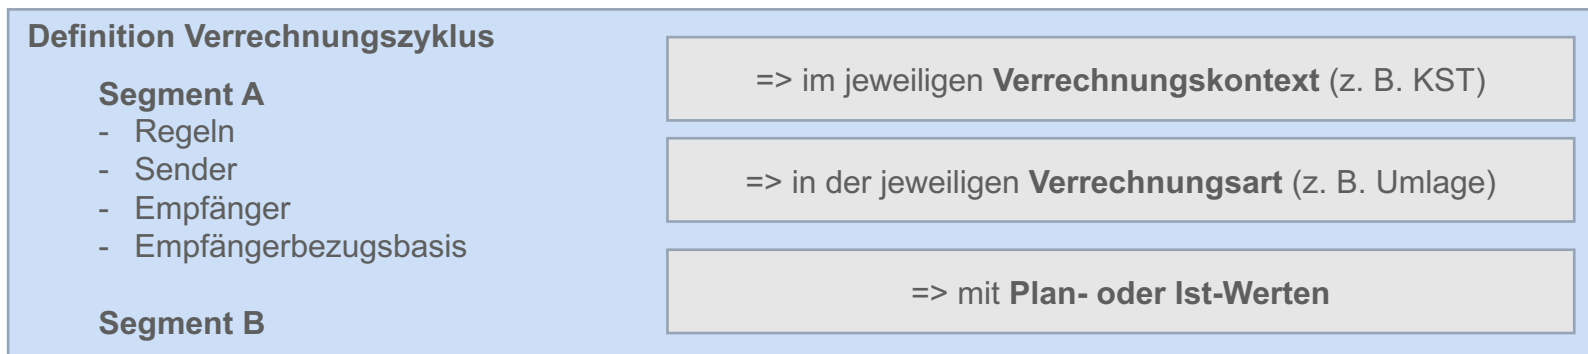 Definition Verrechnungszyklus
Segment A
- Regeln
- Sender
- Empfänger
- Empfängerbezugsbasis
Segment B
=> im jeweiligen Verrechnungskontext (z. B. KST)
=> in der jeweiligen Verrechnungsart (z. B. Umlage)
=> mit Plan- oder Ist-Werten